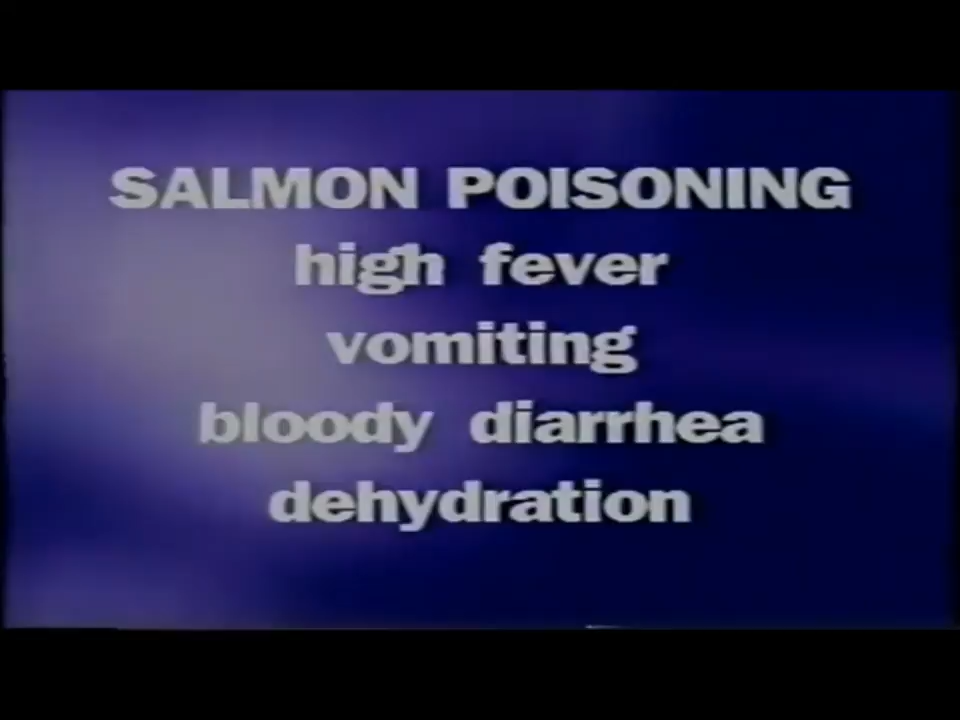 SALMON POISONING
high fever
vomiting
bloody diarrhea
dehydration